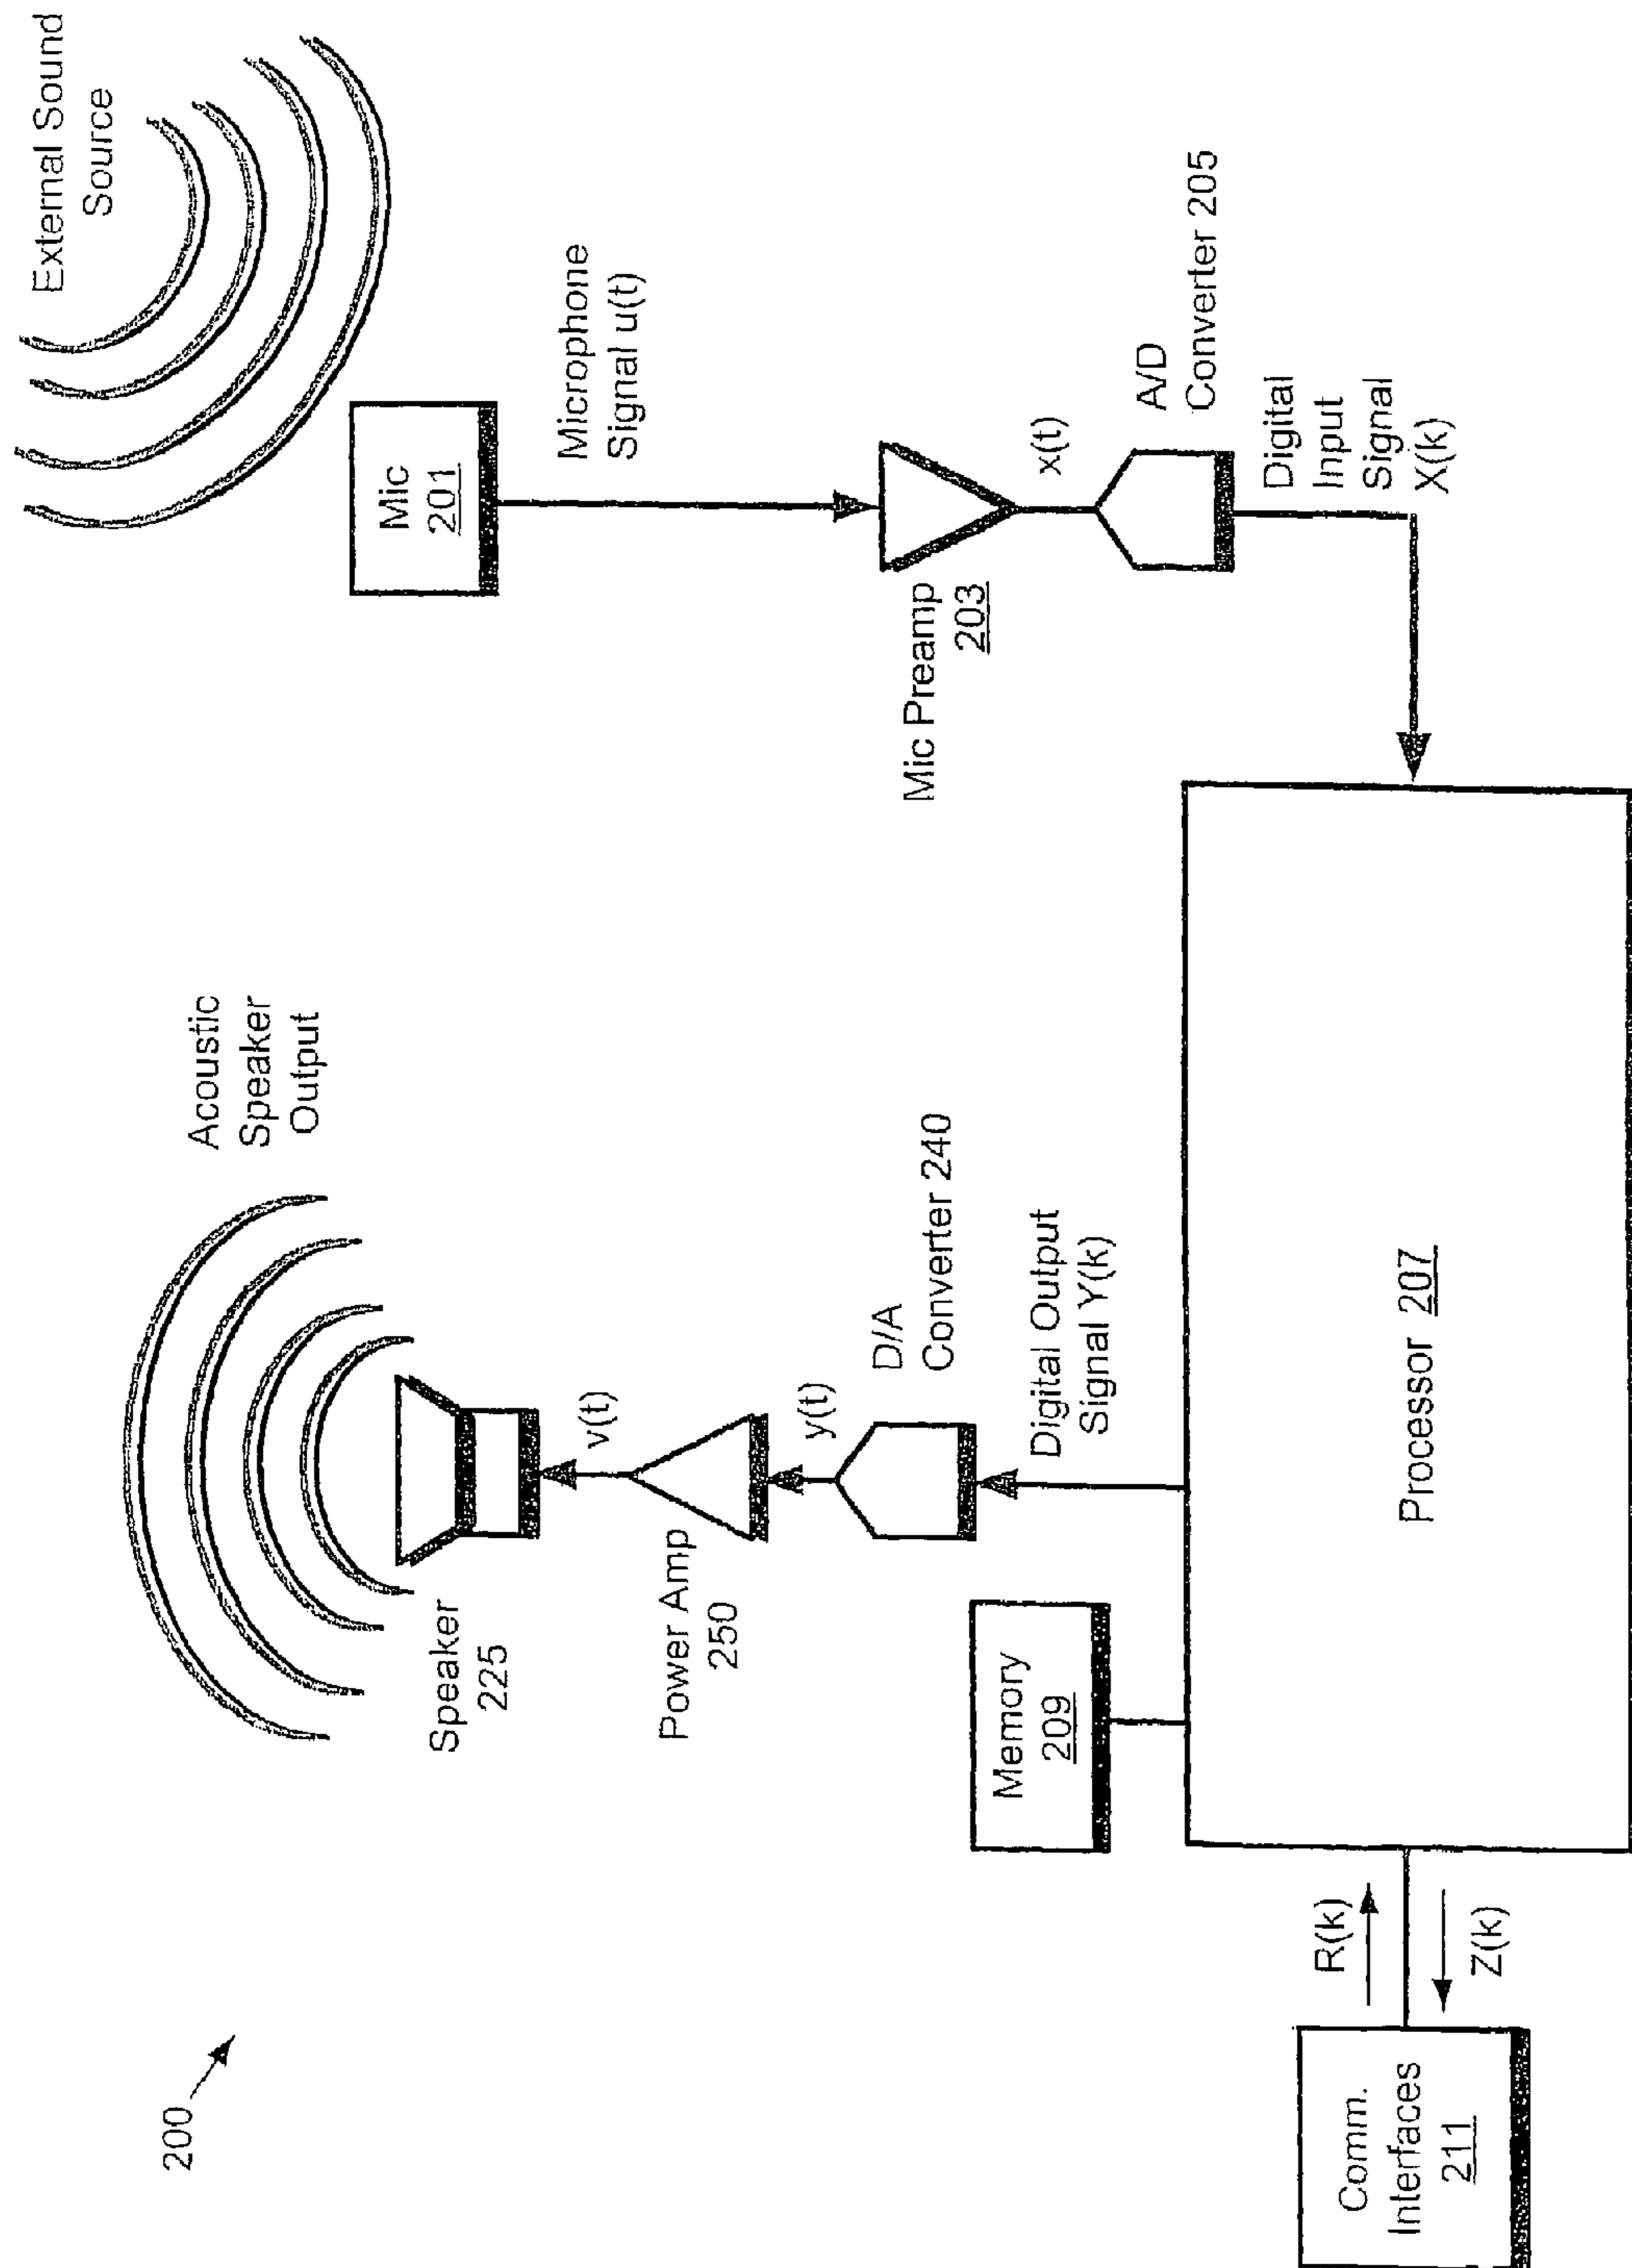 200
Acoustic
Speaker
Output
External Sound
Source
Speaker
225
v(t)
Power Amp
250
y(t)
D/A
Converter 240
Digital Output
Signal Y(k)
Mic
201
Microphone
Signal u(t)
Mic Preamp
203
x(t)
A/D
Converter 205
Digital
Input
Signal
X(k)
Memory
209
Processor 207
R(k)
Z(k)
Comm.
Interfaces
211